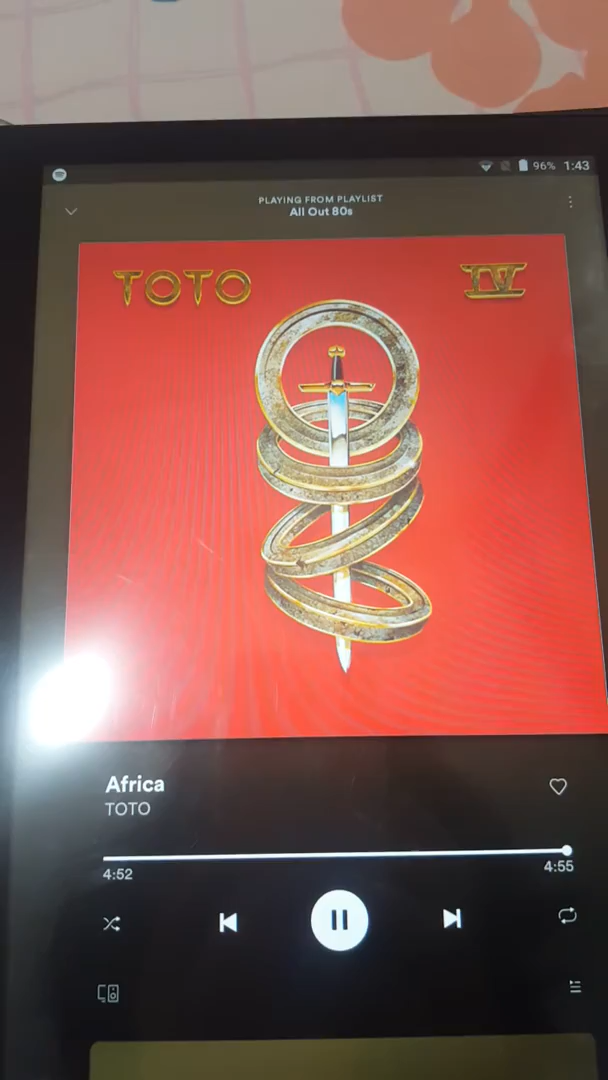 96% 1:43
PLAYING FROM PLAYLIST
All Out 80s
TOTO IV
Africa
TOTO
4:52 4:55